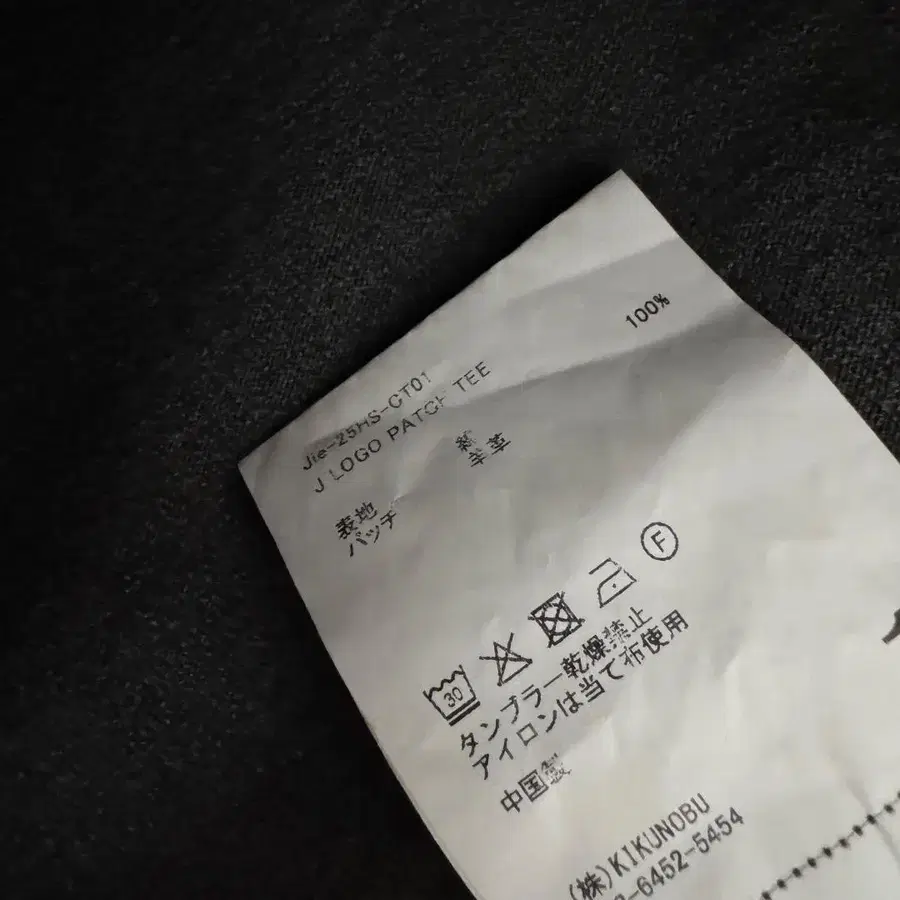 Jie-25HS-CT01
J LOGO PATCH TEE
表地
パッチ 羊革
100%
30
F
タンブラー乾燥禁止
アイロンは当て布使用
中国製
(株)KIKUNOBU
-6452-5454